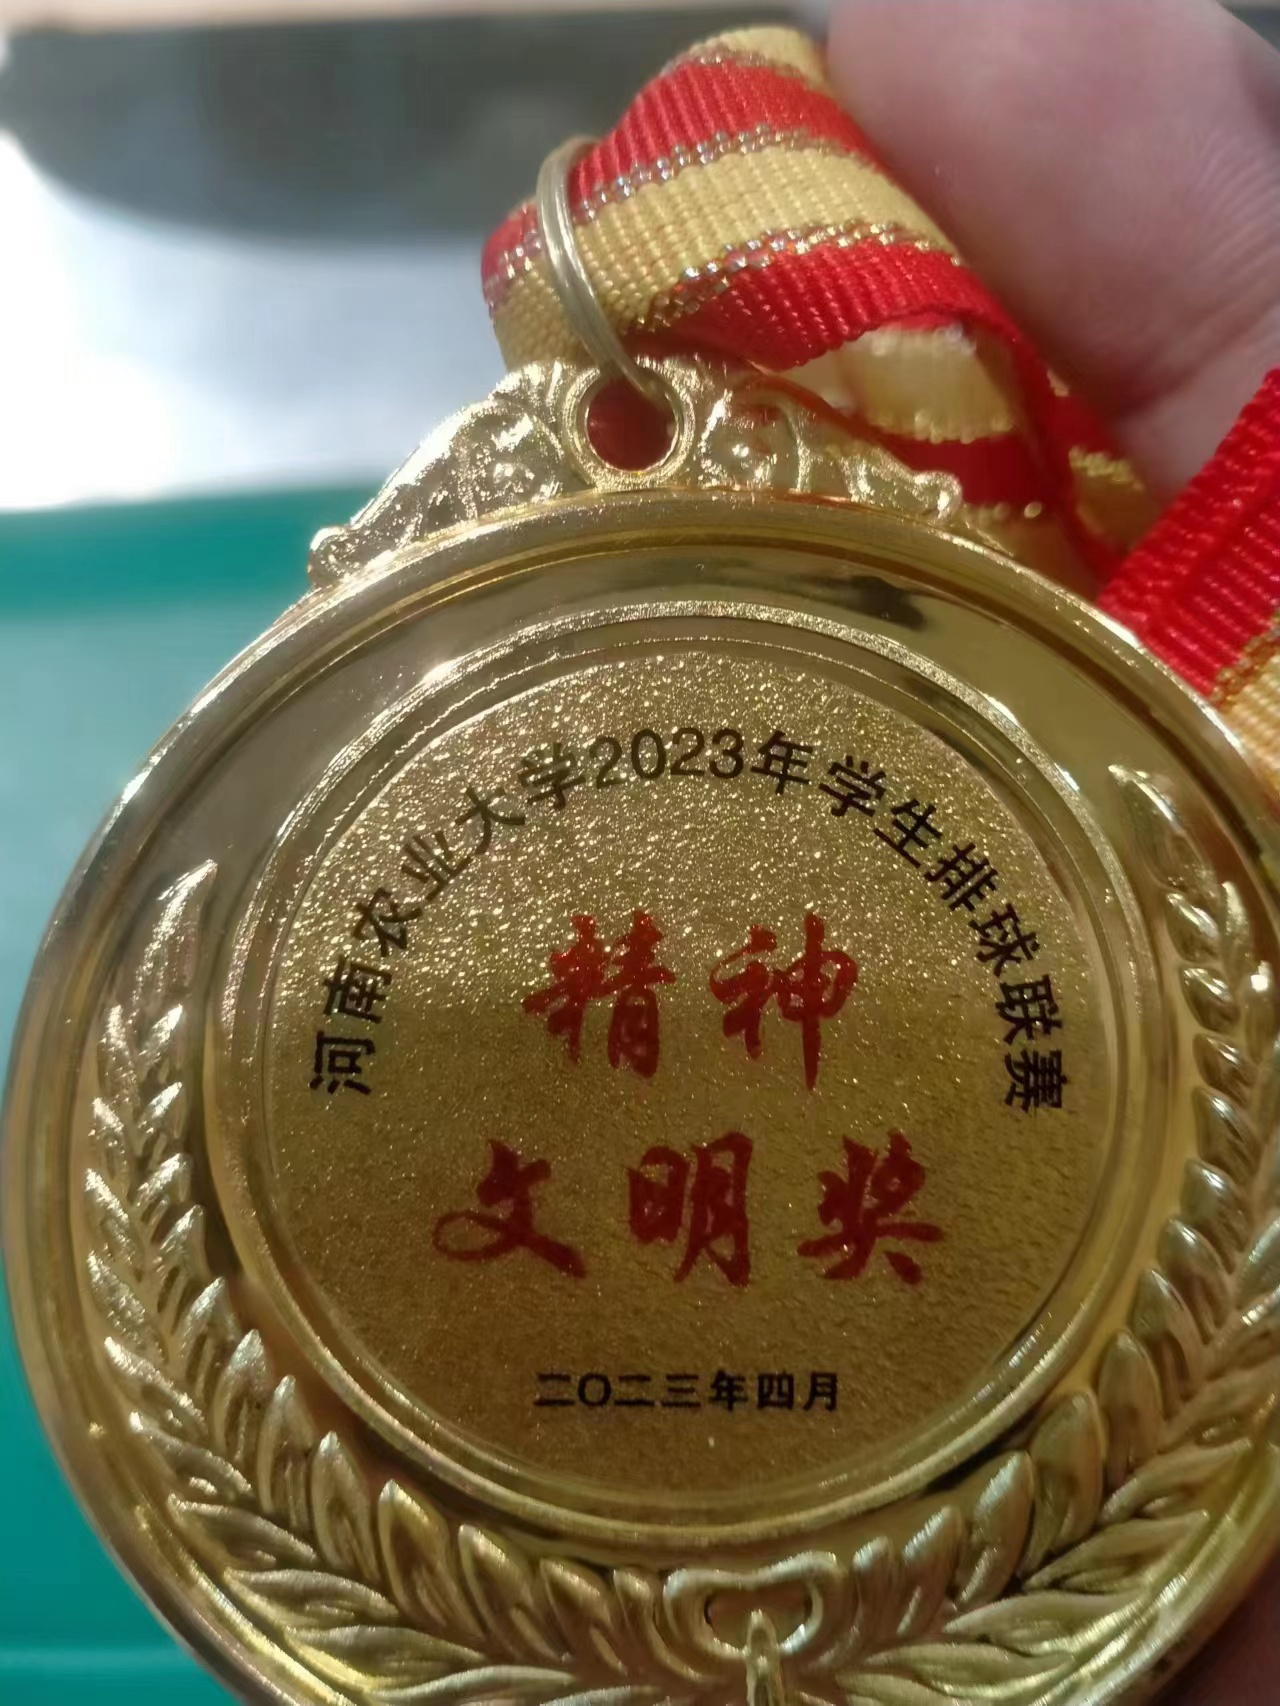 河南农业大学2023年学生排球联赛
精神
文明奖
二〇二三年四月